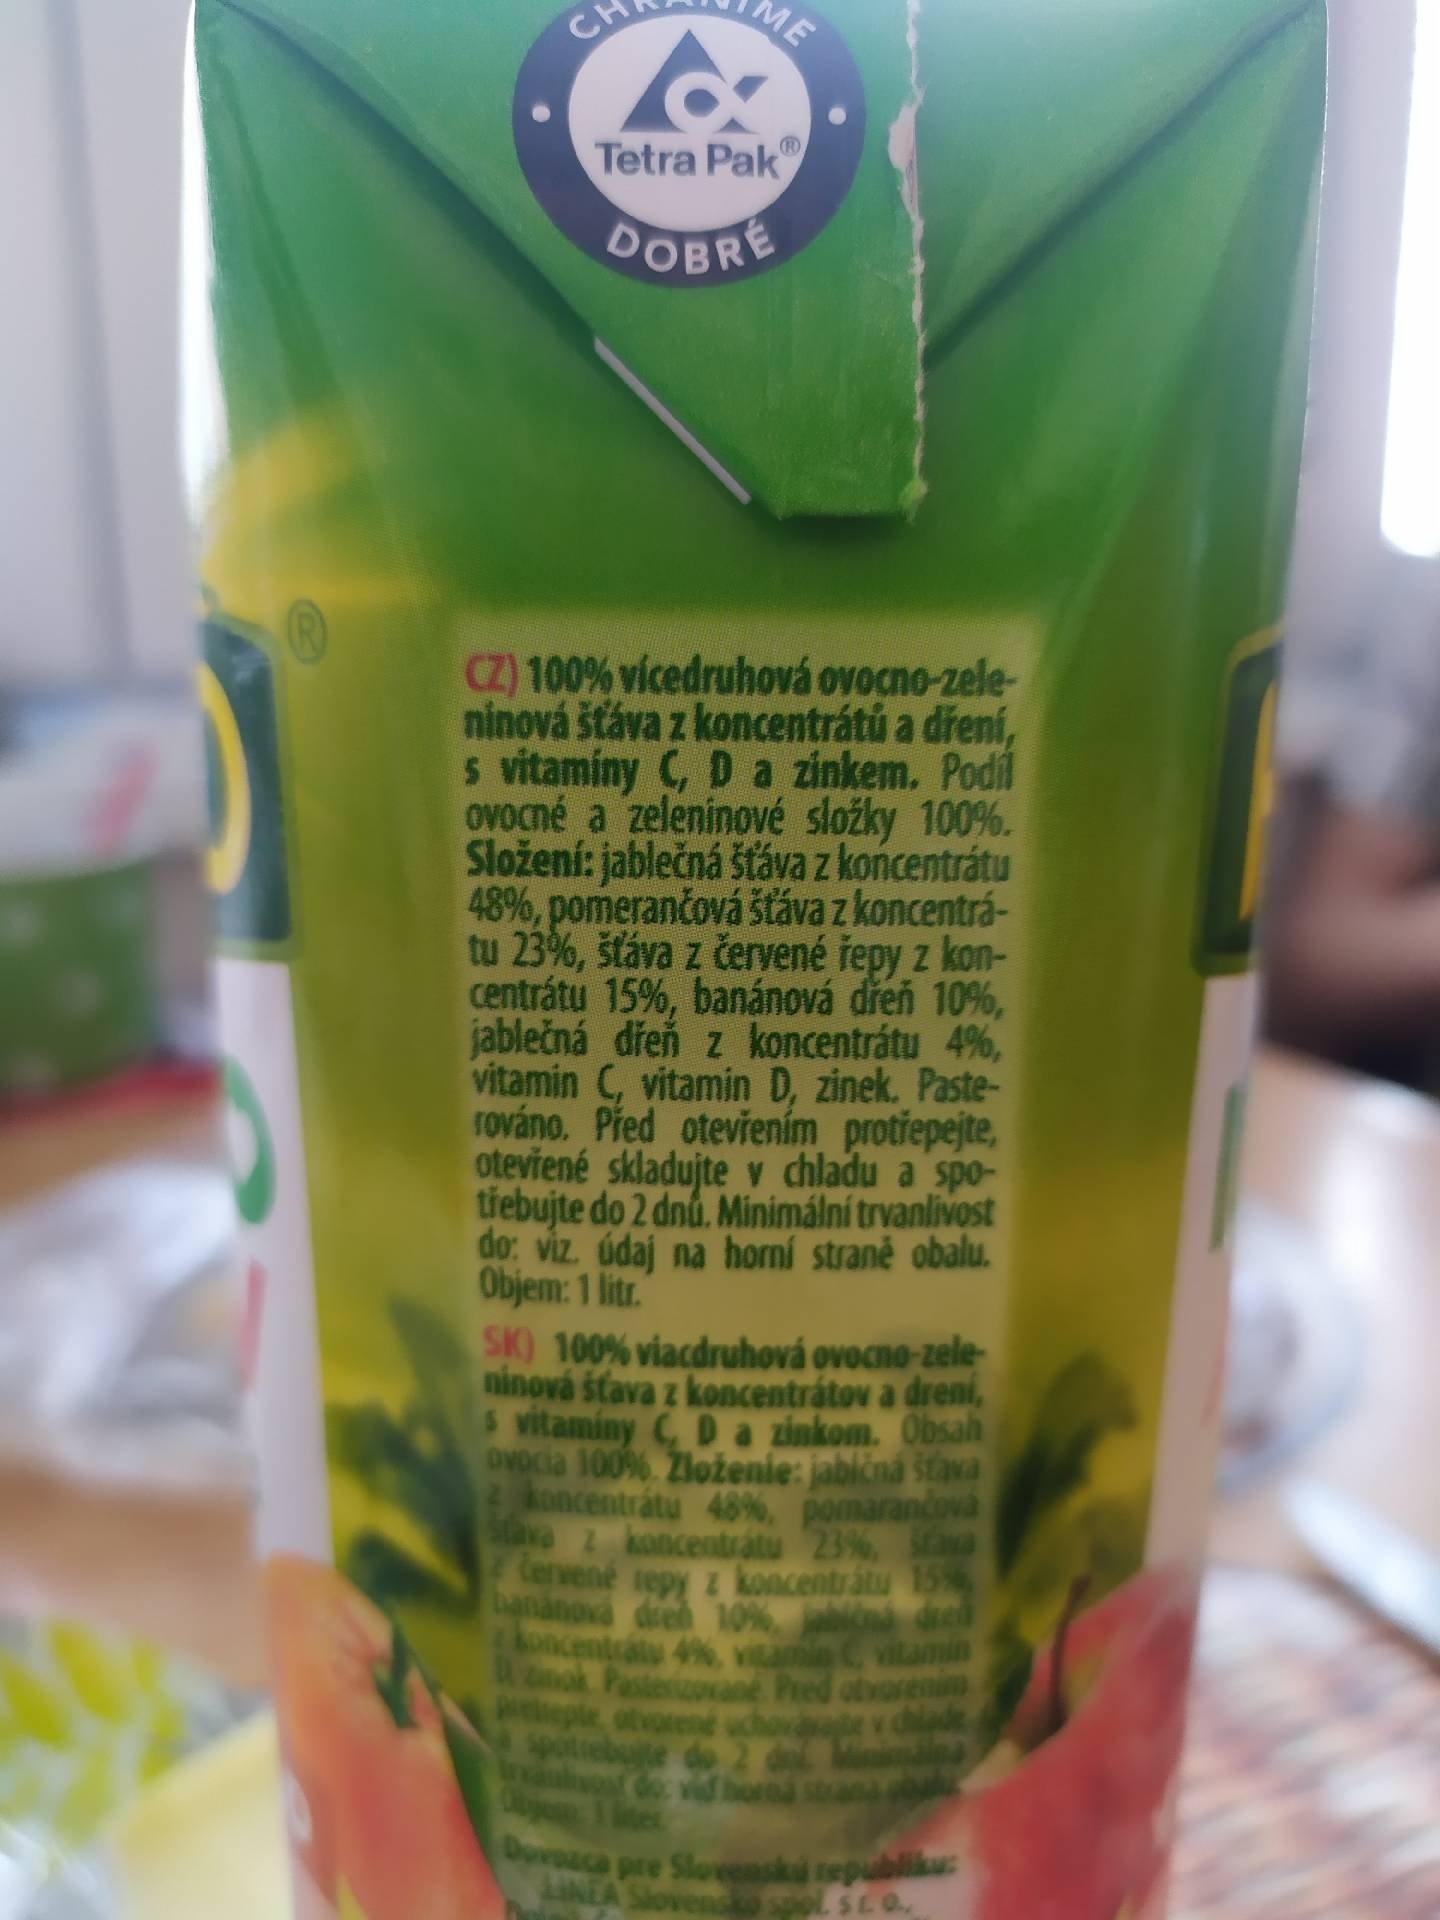 CHRÁNÍME
Tetra Pak®
DOBRÉ
®
CZ) 100% vícedruhová ovocno-zele-
ninová šťáva z koncentrátů a dření,
s vitamíny C, D a zinkem. Podíl
ovocné a zeleninové složky 100%.
Složení: jablečná šťáva z koncentrátu
48%, pomerančová šťáva z koncentrá-
tu 23%, šťáva z červené řepy z kon-
centrátu 15%, banánová dřeň 10%,
jablečná dřeň z koncentrátu 4%,
vitamin C, vitamin D, zinek. Paste-
rováno. Před otevřením protřepejte,
otevřené skladujte v chladu a spo-
třebujte do 2 dnů. Minimální trvanlivost
do: viz. údaj na horní straně obalu.
Objem: 1 litr.
SK) 100% viacdruhová ovocno-zele-
ninová šťava z koncentrátov a drení,
s vitamíny C, D a zinkom. Obsah
ovocia 100%. Zloženie: jabĺčná šťava
z koncentrátu 48%, pomarančová
šťava z koncentrátu 23%, šťava
z červené repy z koncentrátu 15%,
banánová dreň 10%, jabĺčná dreň
z koncentrátu 4%, vitamín C, vitamín
D, zinok. Pasterizované. Pred otvorením
pretrepte, otvorené uchovávajte v chlade
a spotrebujte do 2 dní. Minimálna
trvanlivosť do: viď horná strana obalu.
Objem: 1 liter.
Dovozca pre Slovenskú republiku:
LINEA Slovensko spol. s r. o.,